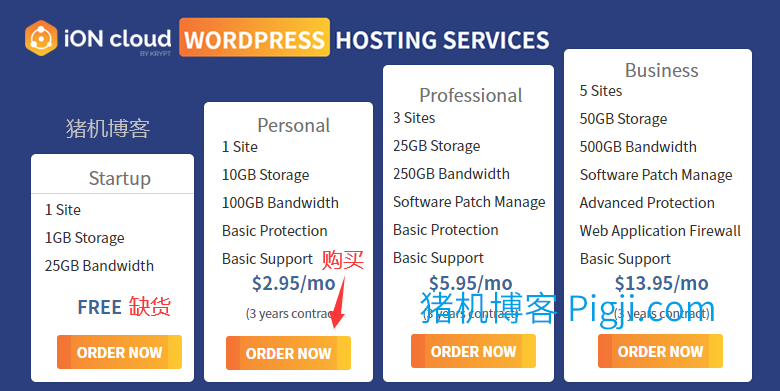 iON cloud
BY KRYPT
WORDPRESS HOSTING SERVICES
猪机博客
Startup
1 Site
1GB Storage
25GB Bandwidth
FREE 缺货
ORDER NOW
Personal
1 Site
10GB Storage
100GB Bandwidth
Basic Protection
Basic Support 购买
$2.95/mo
(3 years contract)
ORDER NOW
Professional
3 Sites
25GB Storage
250GB Bandwidth
Software Patch Manage
Basic Protection
Basic Support
$5.95/mo
(3 years contract)
ORDER NOW
Business
5 Sites
50GB Storage
500GB Bandwidth
Software Patch Manage
Advanced Protection
Web Application Firewall
Basic Support
$13.95/mo
(3 years contract)
ORDER NOW
猪机博客 Pigji.com